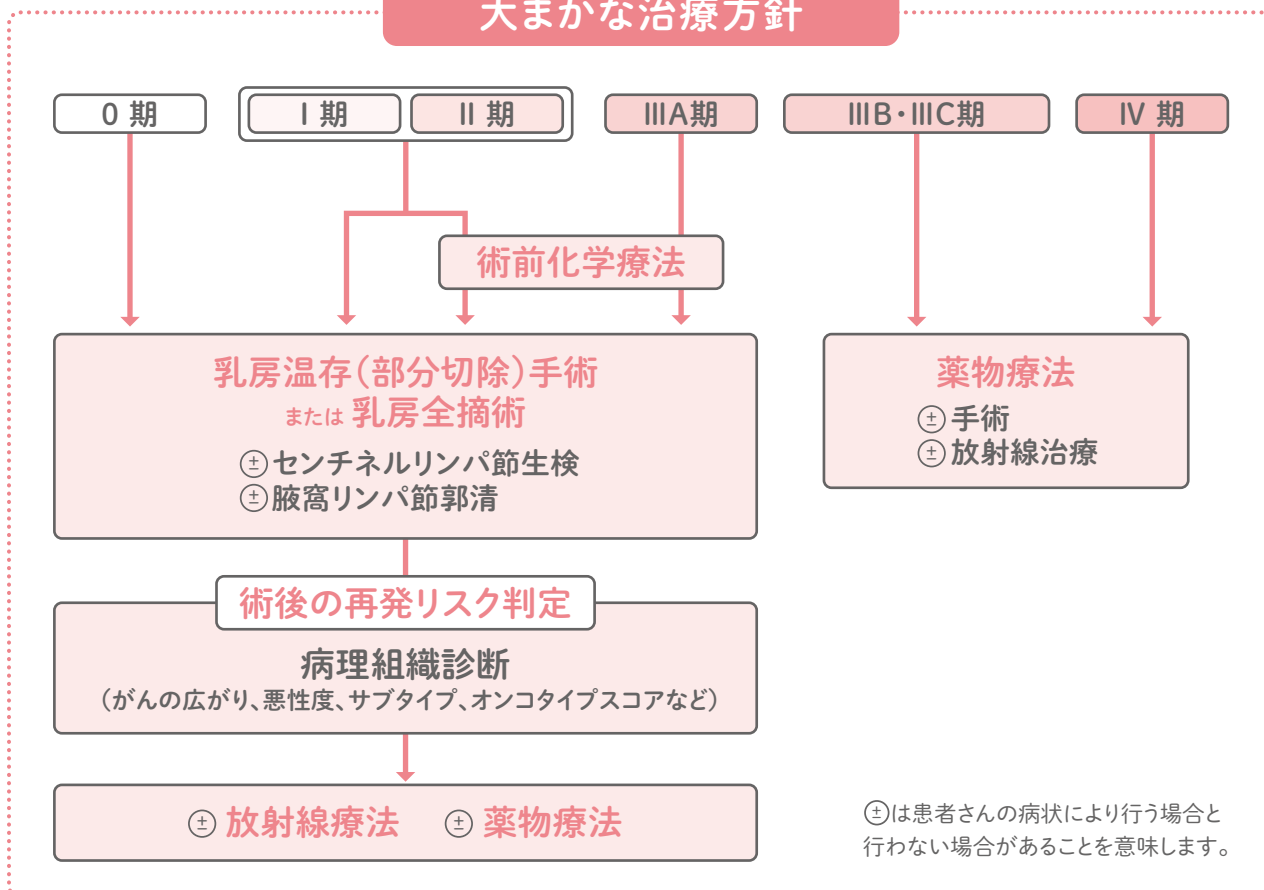 大まかな治療方針
0 期
I 期
II 期
IIIA期
IIIB・IIIC期
IV 期
術前化学療法
乳房温存(部分切除)手術
または 乳房全摘術
±センチネルリンパ節生検
±腋窩リンパ節郭清
薬物療法
±手術
±放射線治療
術後の再発リスク判定
病理組織診断
(がんの広がり、悪性度、サブタイプ、オンコタイプスコアなど)
± 放射線療法 ± 薬物療法
±は患者さんの病状により行う場合と
行わない場合があることを意味します。